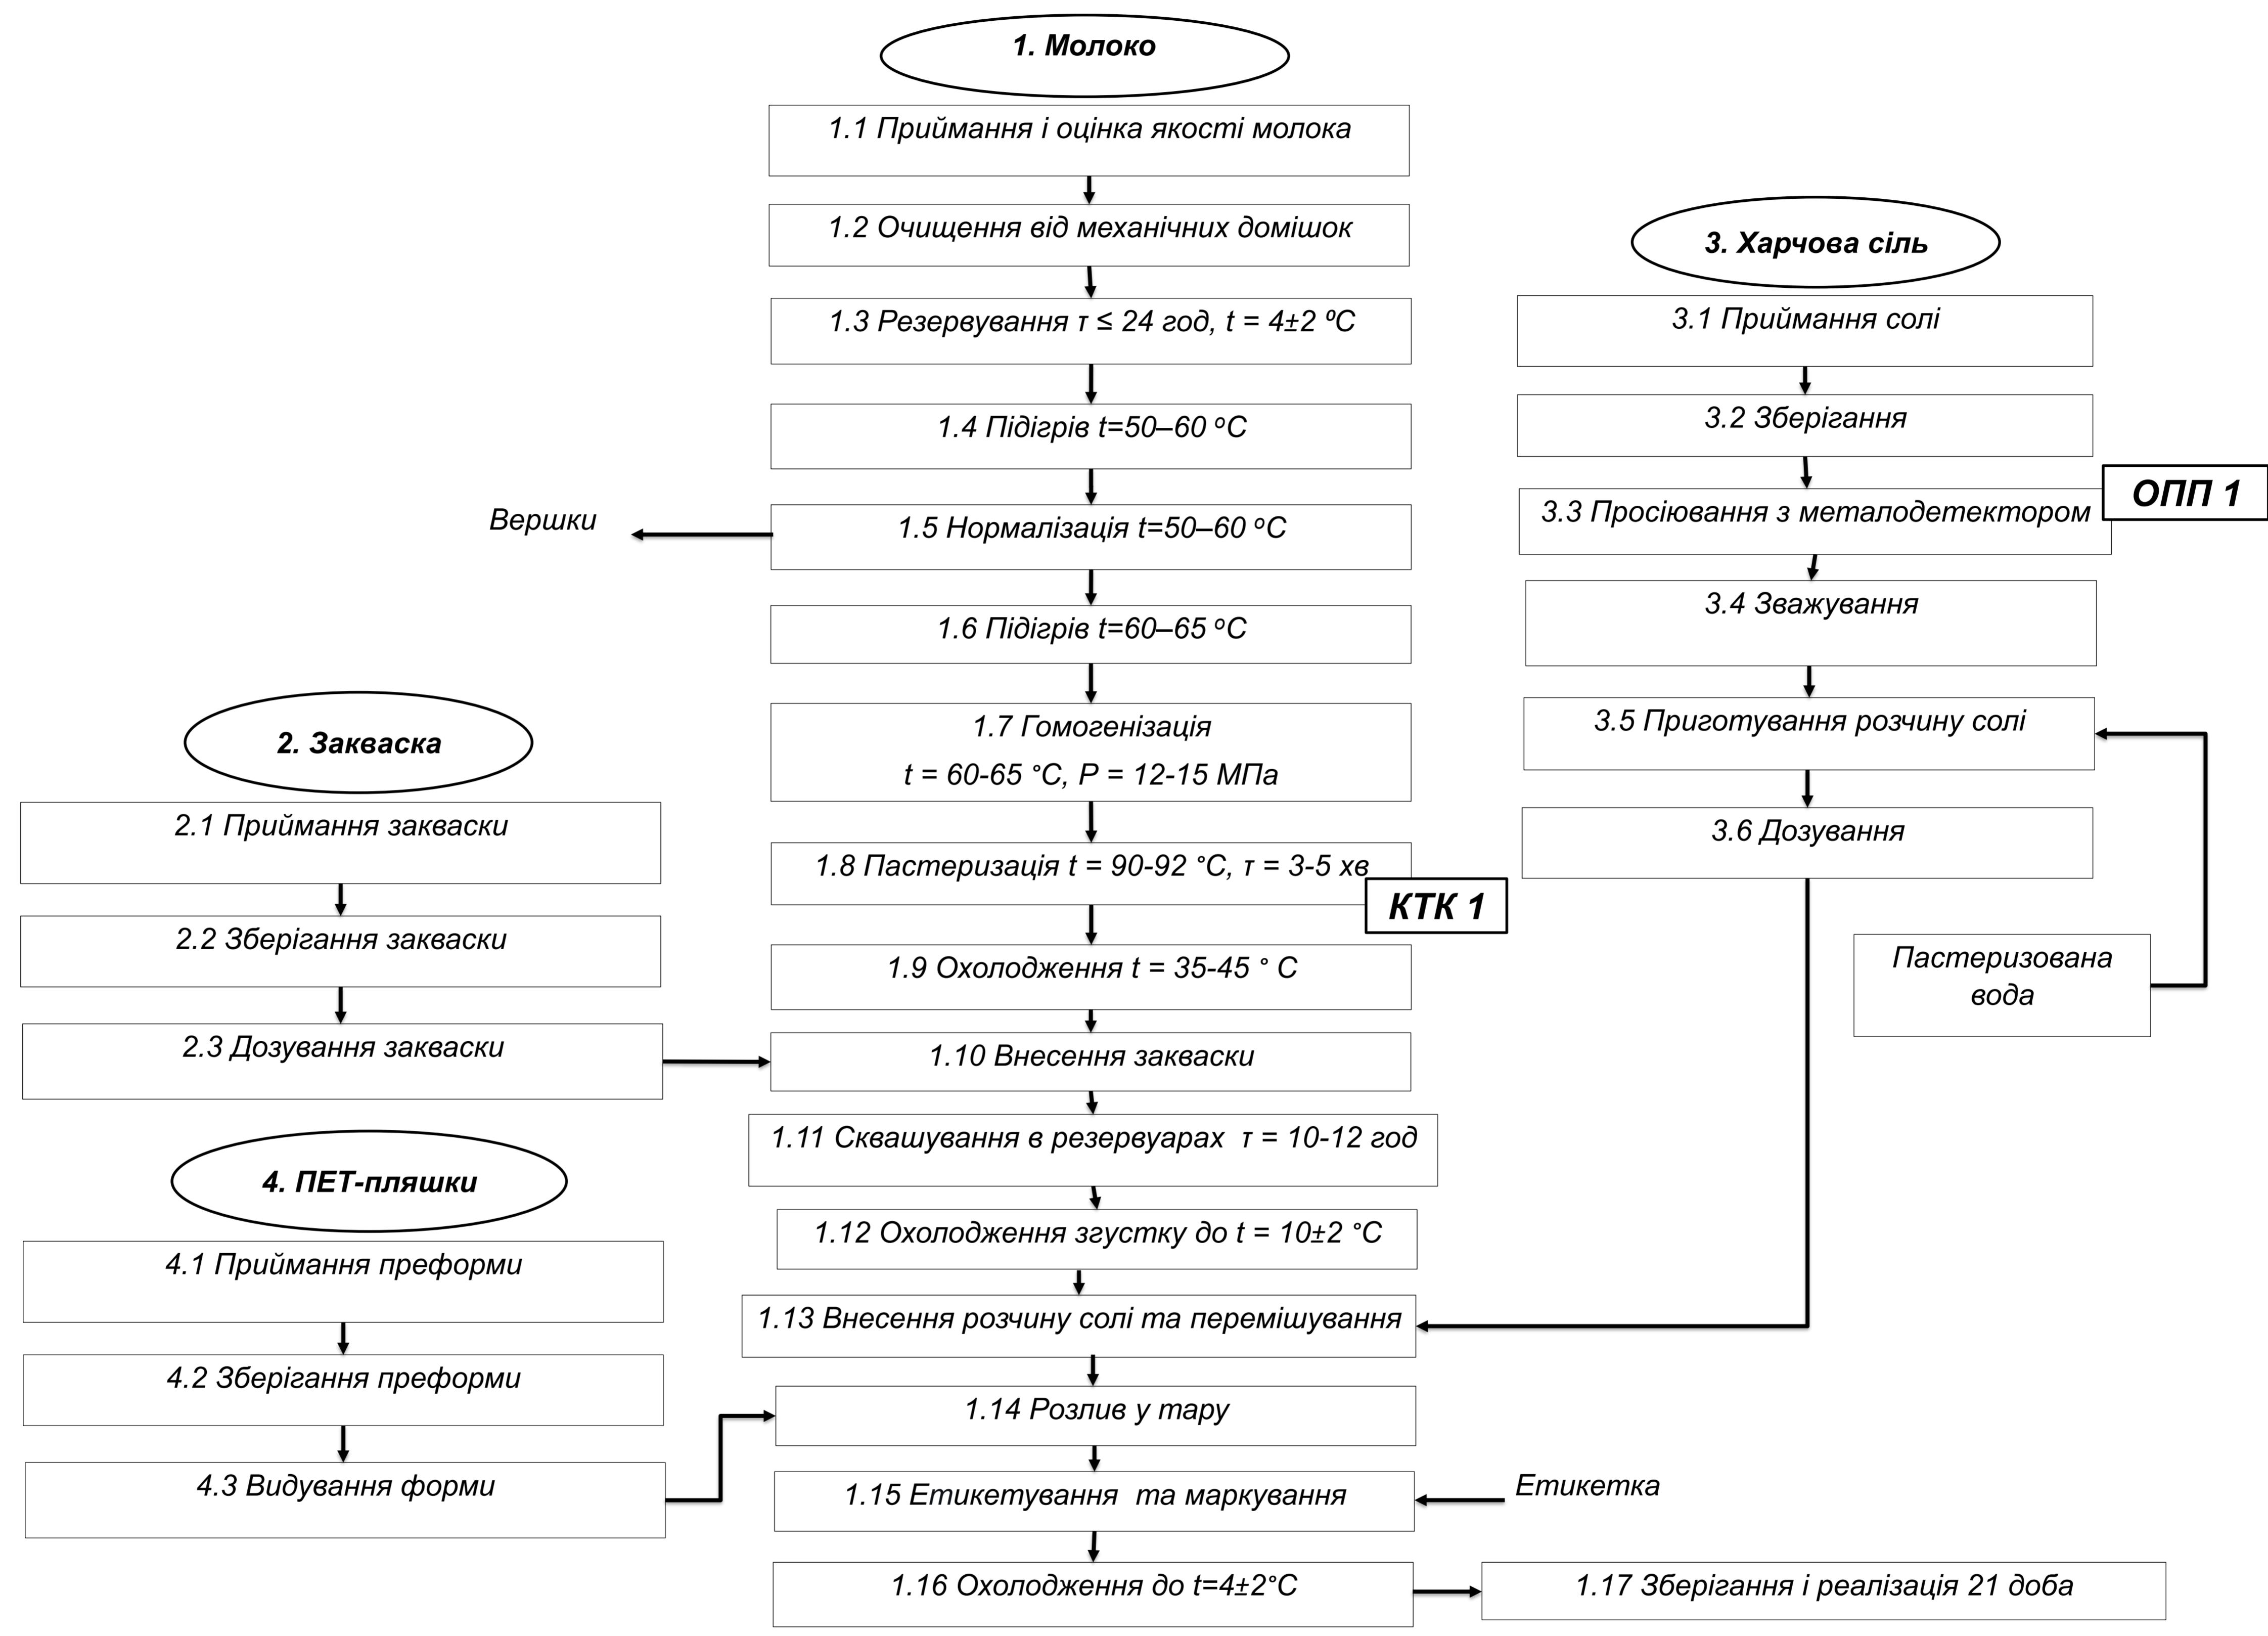 1. Молоко
1.1 Приймання і оцінка якості молока
1.2 Очищення від механічних домішок
1.3 Резервування τ ≤ 24 год, t = 4±2 ⁰С
1.4 Підігрів t=50–60 ºС
Вершки
1.5 Нормалізація t=50–60 ºС
1.6 Підігрів t=60–65 ºС
1.7 Гомогенізація
t = 60-65 °С, Р = 12-15 МПа
1.8 Пастеризація t = 90-92 °С, τ = 3-5 хв
КТК 1
1.9 Охолодження t = 35-45 ° С
1.10 Внесення закваски
1.11 Сквашування в резервуарах τ = 10-12 год
1.12 Охолодження згустку до t = 10±2 °С
1.13 Внесення розчину солі та перемішування
1.14 Розлив у тару
1.15 Етикетування та маркування
Етикетка
1.16 Охолодження до t=4±2°С
1.17 Зберігання і реалізація 21 доба
2. Закваска
2.1 Приймання закваски
2.2 Зберігання закваски
2.3 Дозування закваски
3. Харчова сіль
3.1 Приймання солі
3.2 Зберігання
3.3 Просіювання з металодетектором
ОПП 1
3.4 Зважування
3.5 Приготування розчину солі
3.6 Дозування
Пастеризована
вода
4. ПЕТ-пляшки
4.1 Приймання преформи
4.2 Зберігання преформи
4.3 Видування форми